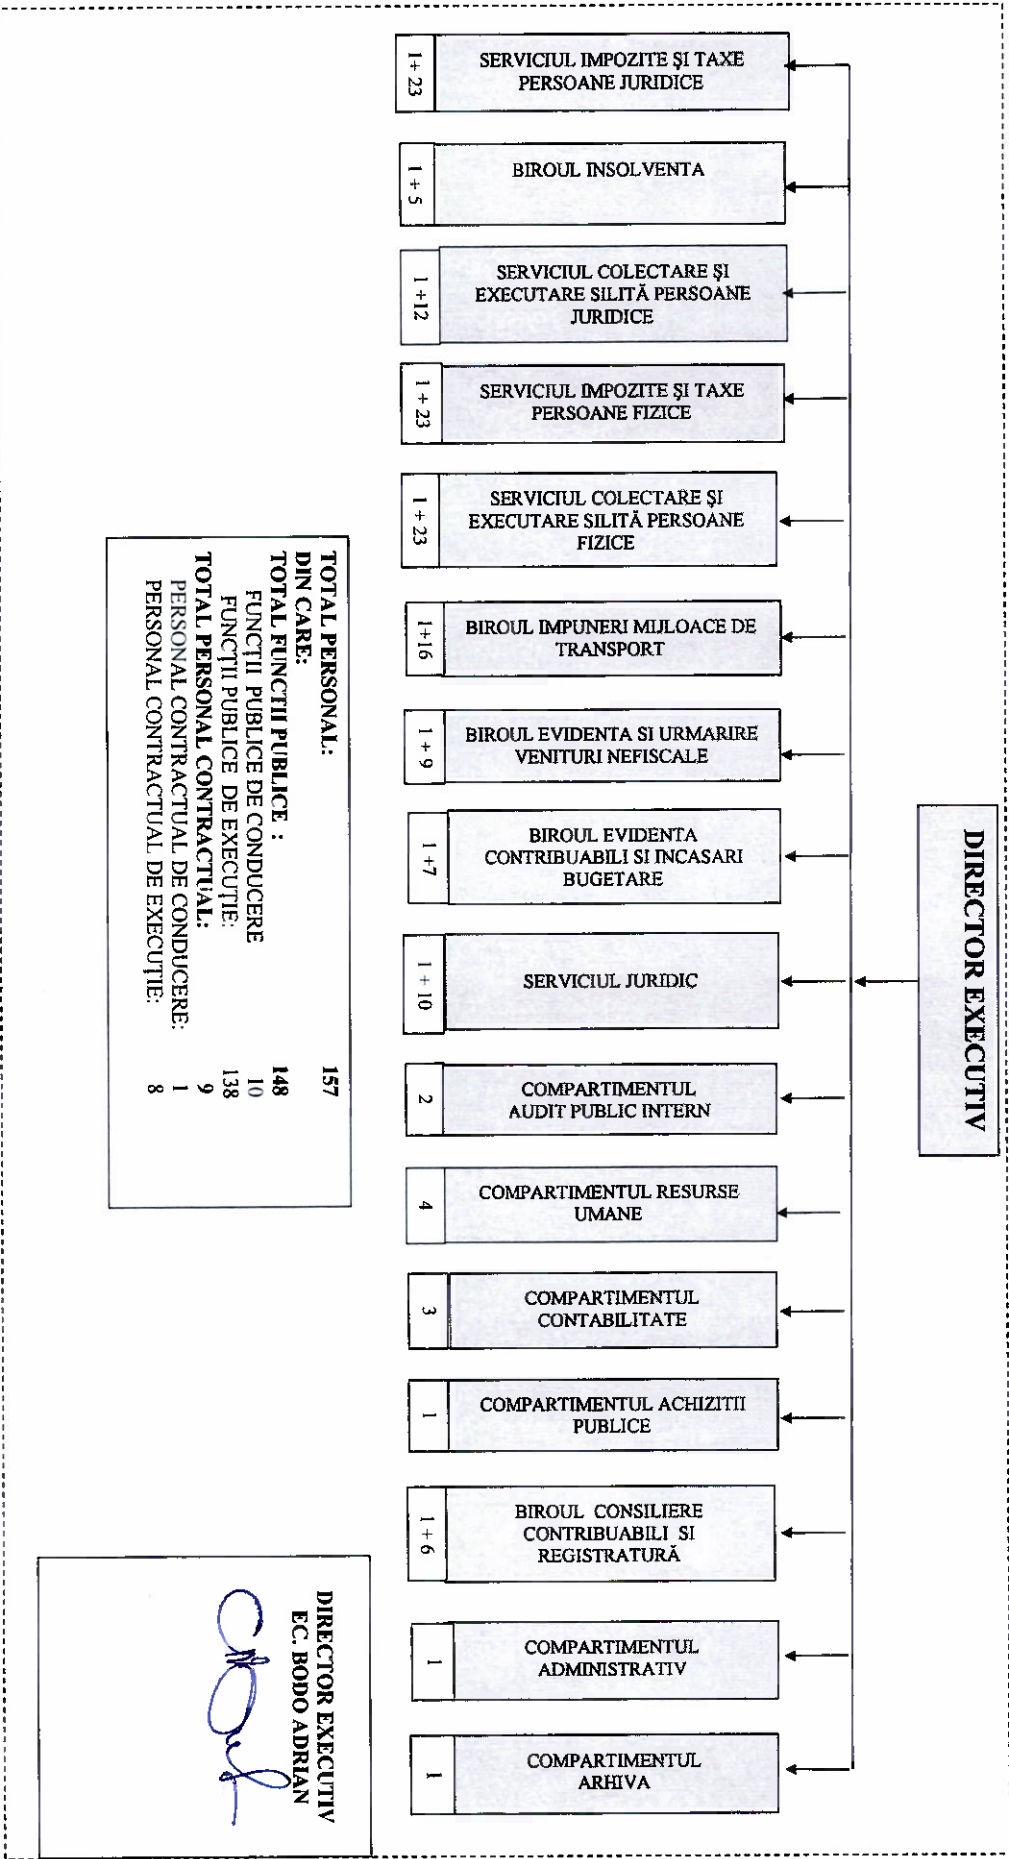 DIRECTOR EXECUTIV
SERVICIUL IMPOZITE ŞI TAXE
PERSOANE JURIDICE
1+ 23
BIROUL INSOLVENTA
1 + 5
SERVICIUL COLECTARE ŞI
EXECUTARE SILITĂ PERSOANE
JURIDICE
1 +12
SERVICIUL IMPOZITE ŞI TAXE
PERSOANE FIZICE
1 + 23
SERVICIUL COLECTARE ŞI
EXECUTARE SILITĂ PERSOANE
FIZICE
1 + 23
BIROUL IMPUNERI MIJLOACE DE
TRANSPORT
1+16
BIROUL EVIDENTA SI URMARIRE
VENITURI NEFISCALE
1 + 9
BIROUL EVIDENTA
CONTRIBUABILI SI INCASARI
BUGETARE
1 +7
SERVICIUL JURIDIC
1 + 10
COMPARTIMENTUL
AUDIT PUBLIC INTERN
2
COMPARTIMENTUL RESURSE
UMANE
4
COMPARTIMENTUL
CONTABILITATE
3
COMPARTIMENTUL ACHIZITII
PUBLICE
1
BIROUL CONSILIERE
CONTRIBUABILI SI
REGISTRATURĂ
1 + 6
COMPARTIMENTUL
ADMINISTRATIV
1
COMPARTIMENTUL
ARHIVA
1
TOTAL PERSONAL: 157
DIN CARE:
TOTAL FUNCTII PUBLICE : 148
FUNCȚII PUBLICE DE CONDUCERE 10
FUNCȚII PUBLICE DE EXECUȚIE: 138
TOTAL PERSONAL CONTRACTUAL: 9
PERSONAL CONTRACTUAL DE CONDUCERE: 1
PERSONAL CONTRACTUAL DE EXECUȚIE: 8
DIRECTOR EXECUTIV
EC. BODO ADRIAN